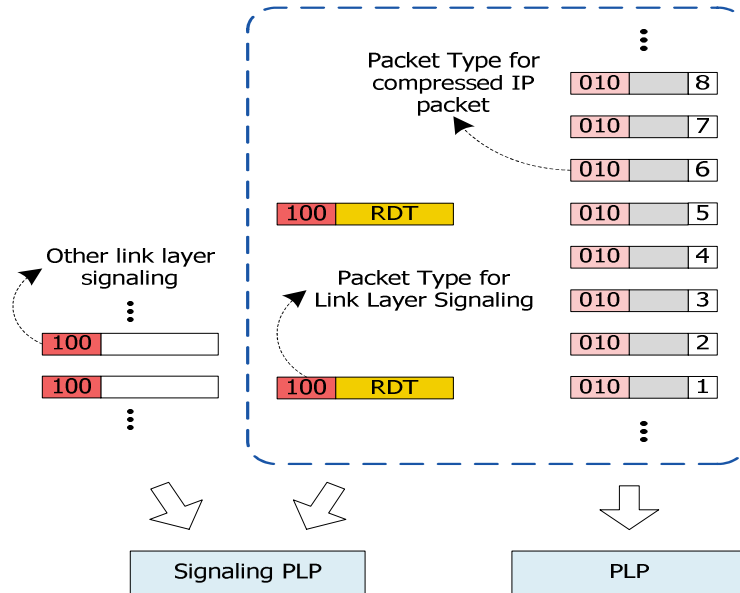 Packet Type for
compressed IP
packet
010 8
010 7
010 6
100 RDT
010 5
Other link layer
signaling
010 4
Packet Type for
Link Layer Signaling
010 3
100
010 2
100
100 RDT
010 1
Signaling PLP
PLP